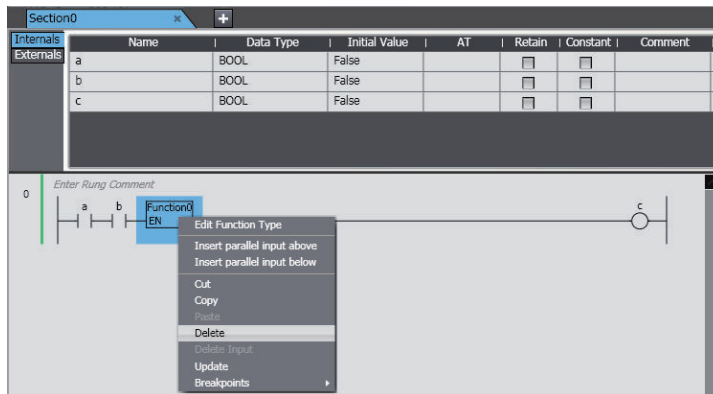 Section0 × +
Internals Name Data Type Initial Value AT Retain Constant Comment
Externals
a BOOL False
b BOOL False
c BOOL False
Enter Rung Comment
0
a b Function0 c
EN
Edit Function Type
Insert parallel input above
Insert parallel input below
Cut
Copy
Paste
Delete
Delete Input
Update
Breakpoints